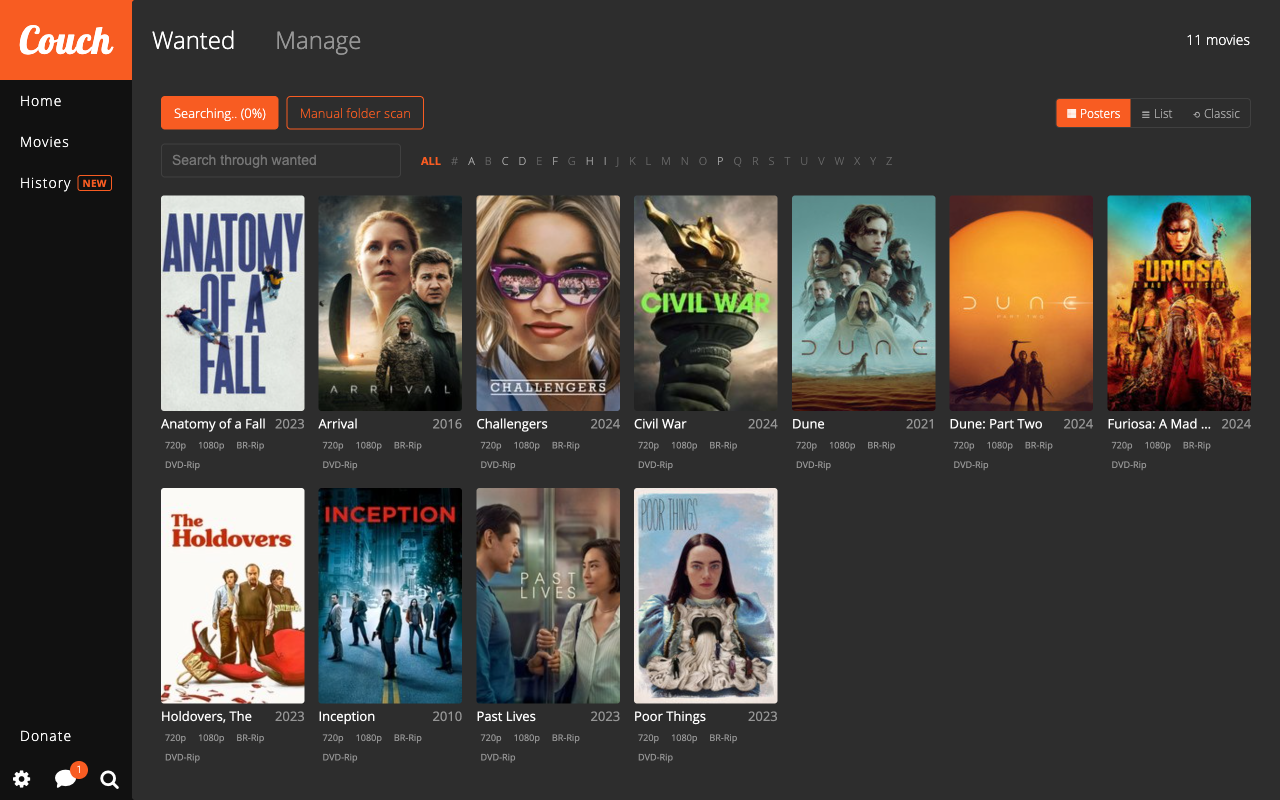 Couch
Wanted Manage 11 movies
Home
Movies
History NEW
Searching.. (0%) Manual folder scan Posters List Classic
Search through wanted ALL # A B C D E F G H I J K L M N O P Q R S T U V W X Y Z
ANATOMY
OF A
FALL
ARRIVAL
CHALLENGERS
CIVIL WAR
DUNE
DUNE
PART TWO
FURIOSA
A MAD MAX SAGA
Anatomy of a Fall 2023 Arrival 2016 Challengers 2024 Civil War 2024 Dune 2021 Dune: Part Two 2024 Furiosa: A Mad ... 2024
720p 1080p BR-Rip 720p 1080p BR-Rip 720p 1080p BR-Rip 720p 1080p BR-Rip 720p 1080p BR-Rip 720p 1080p BR-Rip 720p 1080p BR-Rip
DVD-Rip DVD-Rip DVD-Rip DVD-Rip DVD-Rip DVD-Rip DVD-Rip
The
Holdovers
INCEPTION
PAST
LIVES
POOR THINGS
Holdovers, The 2023 Inception 2010 Past Lives 2023 Poor Things 2023
720p 1080p BR-Rip 720p 1080p BR-Rip 720p 1080p BR-Rip 720p 1080p BR-Rip
DVD-Rip DVD-Rip DVD-Rip DVD-Rip
Donate
1